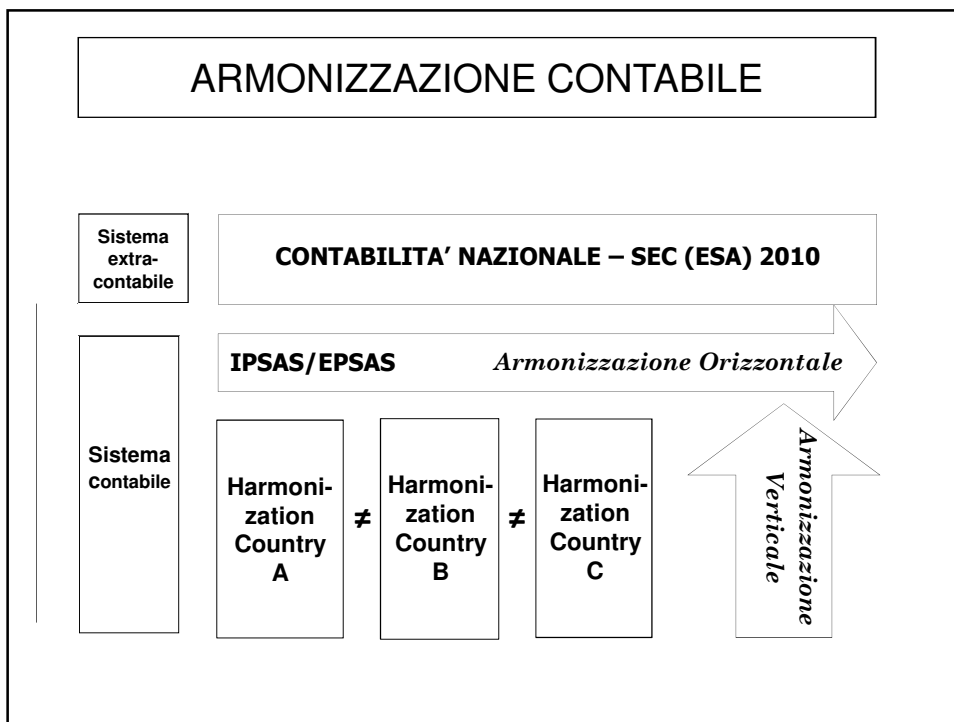 ARMONIZZAZIONE CONTABILE
Sistema
extra-
contabile
CONTABILITA’ NAZIONALE – SEC (ESA) 2010
IPSAS/EPSAS
Armonizzazione Orizzontale
Sistema
contabile
Harmoni-
zation
Country
A
≠
Harmoni-
zation
Country
B
≠
Harmoni-
zation
Country
C
Armonizzazione
Verticale